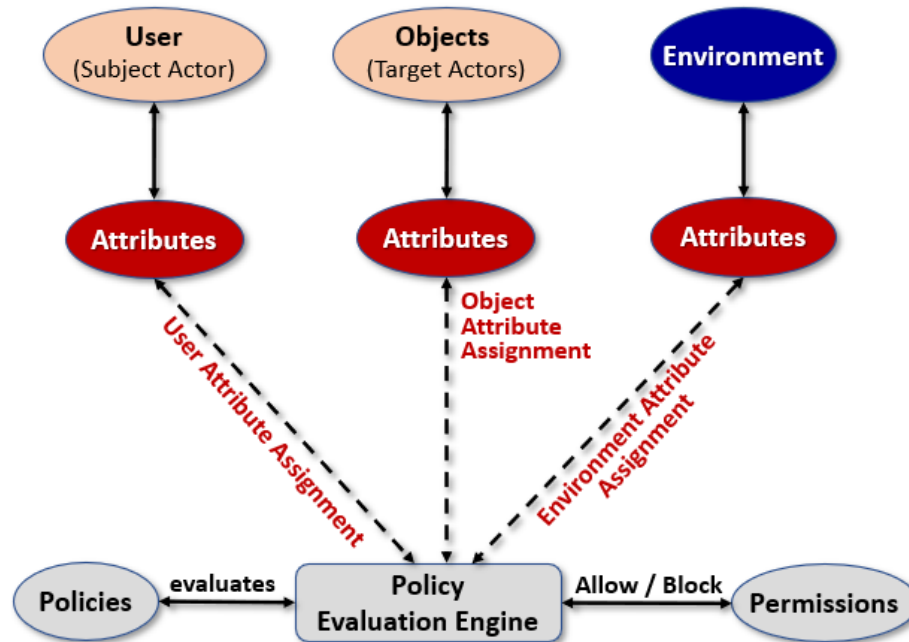 User
(Subject Actor)
Objects
(Target Actors)
Environment
Attributes
Attributes
Attributes
User Attribute Assignment
Object
Attribute
Assignment
Environment Attribute
Assignment
Policies
evaluates
Policy
Evaluation Engine
Allow / Block
Permissions